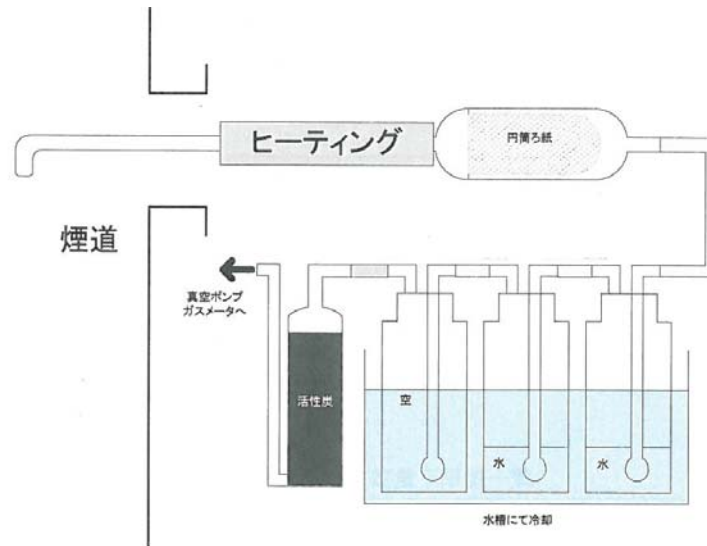 ヒーティング
円筒ろ紙
煙道
真空ポンプ
ガスメータへ
活性炭
空
水
水
水槽にて冷却